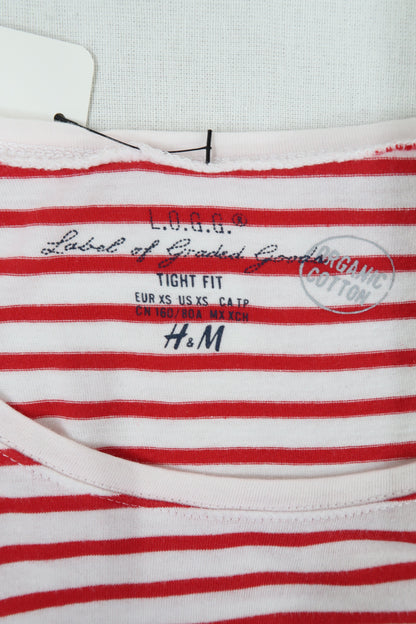 L.O.G.G.®
Label of Graded Goods
TIGHT FIT
EUR XS US XS CA TP
CN 160/80A MX XCH
H&M
ORGANIC
COTTON